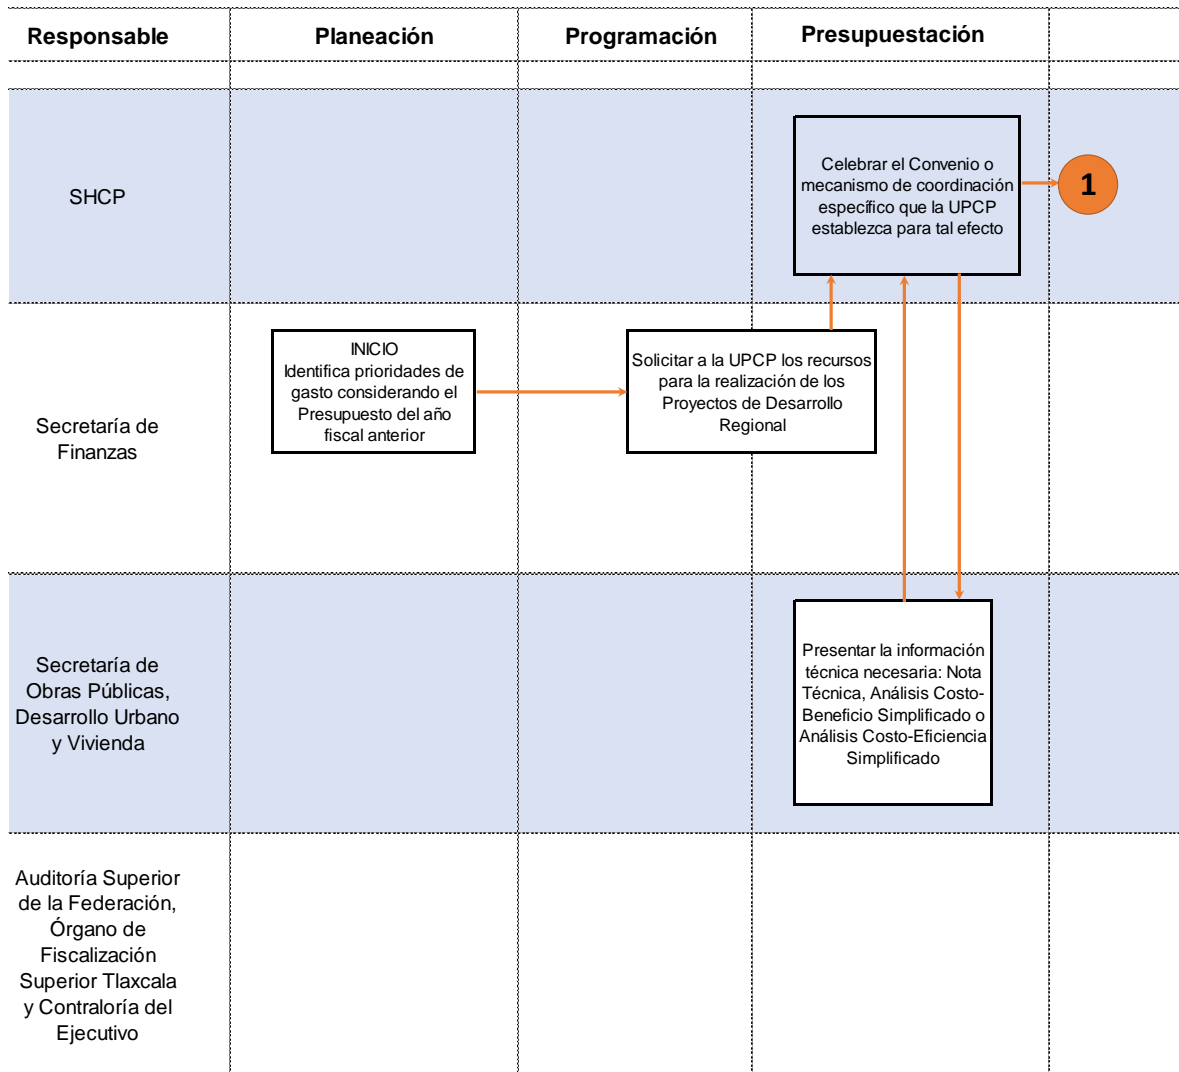 Responsable
Planeación
Programación
Presupuestación
SHCP
Celebrar el Convenio o
mecanismo de coordinación
específico que la UPCP
establezca para tal efecto
1
Secretaría de
Finanzas
INICIO
Identifica prioridades de
gasto considerando el
Presupuesto del año
fiscal anterior
Solicitar a la UPCP los recursos
para la realización de los
Proyectos de Desarrollo
Regional
Secretaría de
Obras Públicas,
Desarrollo Urbano
y Vivienda
Presentar la información
técnica necesaria: Nota
Técnica, Análisis Costo-
Beneficio Simplificado o
Análisis Costo-Eficiencia
Simplificado
Auditoría Superior
de la Federación,
Órgano de
Fiscalización
Superior Tlaxcala
y Contraloría del
Ejecutivo